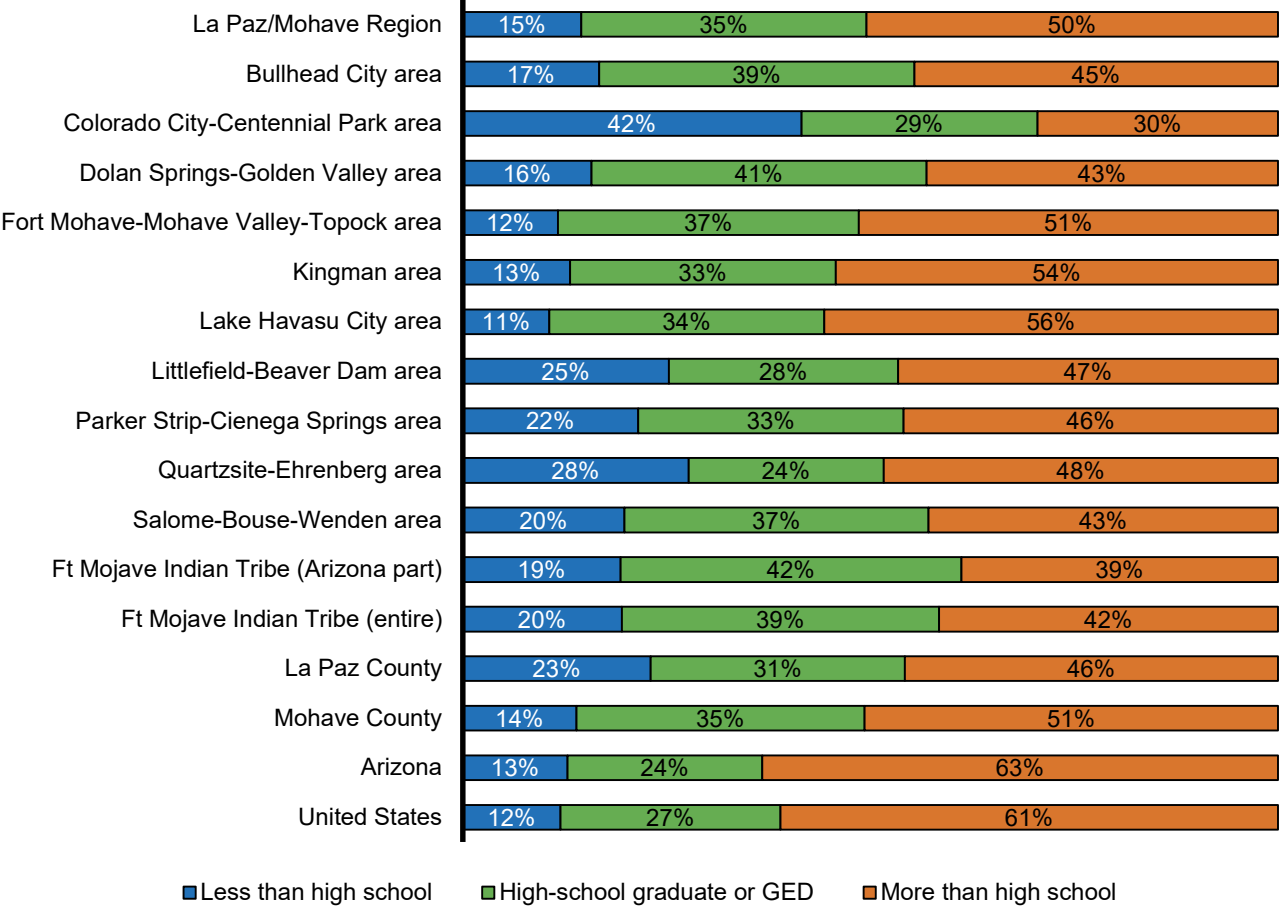 La Paz/Mohave Region 15% 35% 50%
Bullhead City area 17% 39% 45%
Colorado City-Centennial Park area 42% 29% 30%
Dolan Springs-Golden Valley area 16% 41% 43%
Fort Mohave-Mohave Valley-Topock area 12% 37% 51%
Kingman area 13% 33% 54%
Lake Havasu City area 11% 34% 56%
Littlefield-Beaver Dam area 25% 28% 47%
Parker Strip-Cienega Springs area 22% 33% 46%
Quartzsite-Ehrenberg area 28% 24% 48%
Salome-Bouse-Wenden area 20% 37% 43%
Ft Mojave Indian Tribe (Arizona part) 19% 42% 39%
Ft Mojave Indian Tribe (entire) 20% 39% 42%
La Paz County 23% 31% 46%
Mohave County 14% 35% 51%
Arizona 13% 24% 63%
United States 12% 27% 61%
Less than high school High-school graduate or GED More than high school